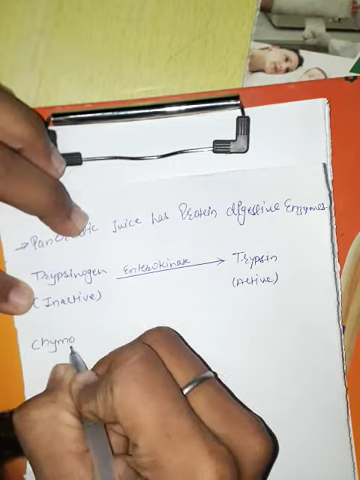 → Pancreatic Juice has Protein digestive Enzymes
Trypsinogen Enterokinase → Trypsin
(Inactive) (Active)
Chymo